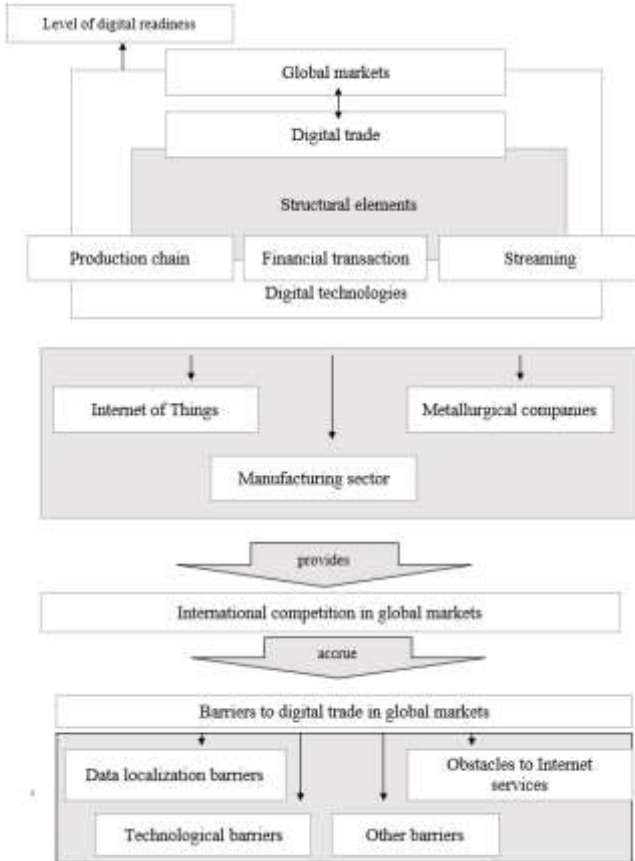 Level of digital readiness
Global markets
Digital trade
Structural elements
Production chain
Financial transaction
Streaming
Digital technologies
Internet of Things
Metallurgical companies
Manufacturing sector
provides
International competition in global markets
accrue
Barriers to digital trade in global markets
Data localization barriers
Obstacles to Internet
services
Technological barriers
Other barriers